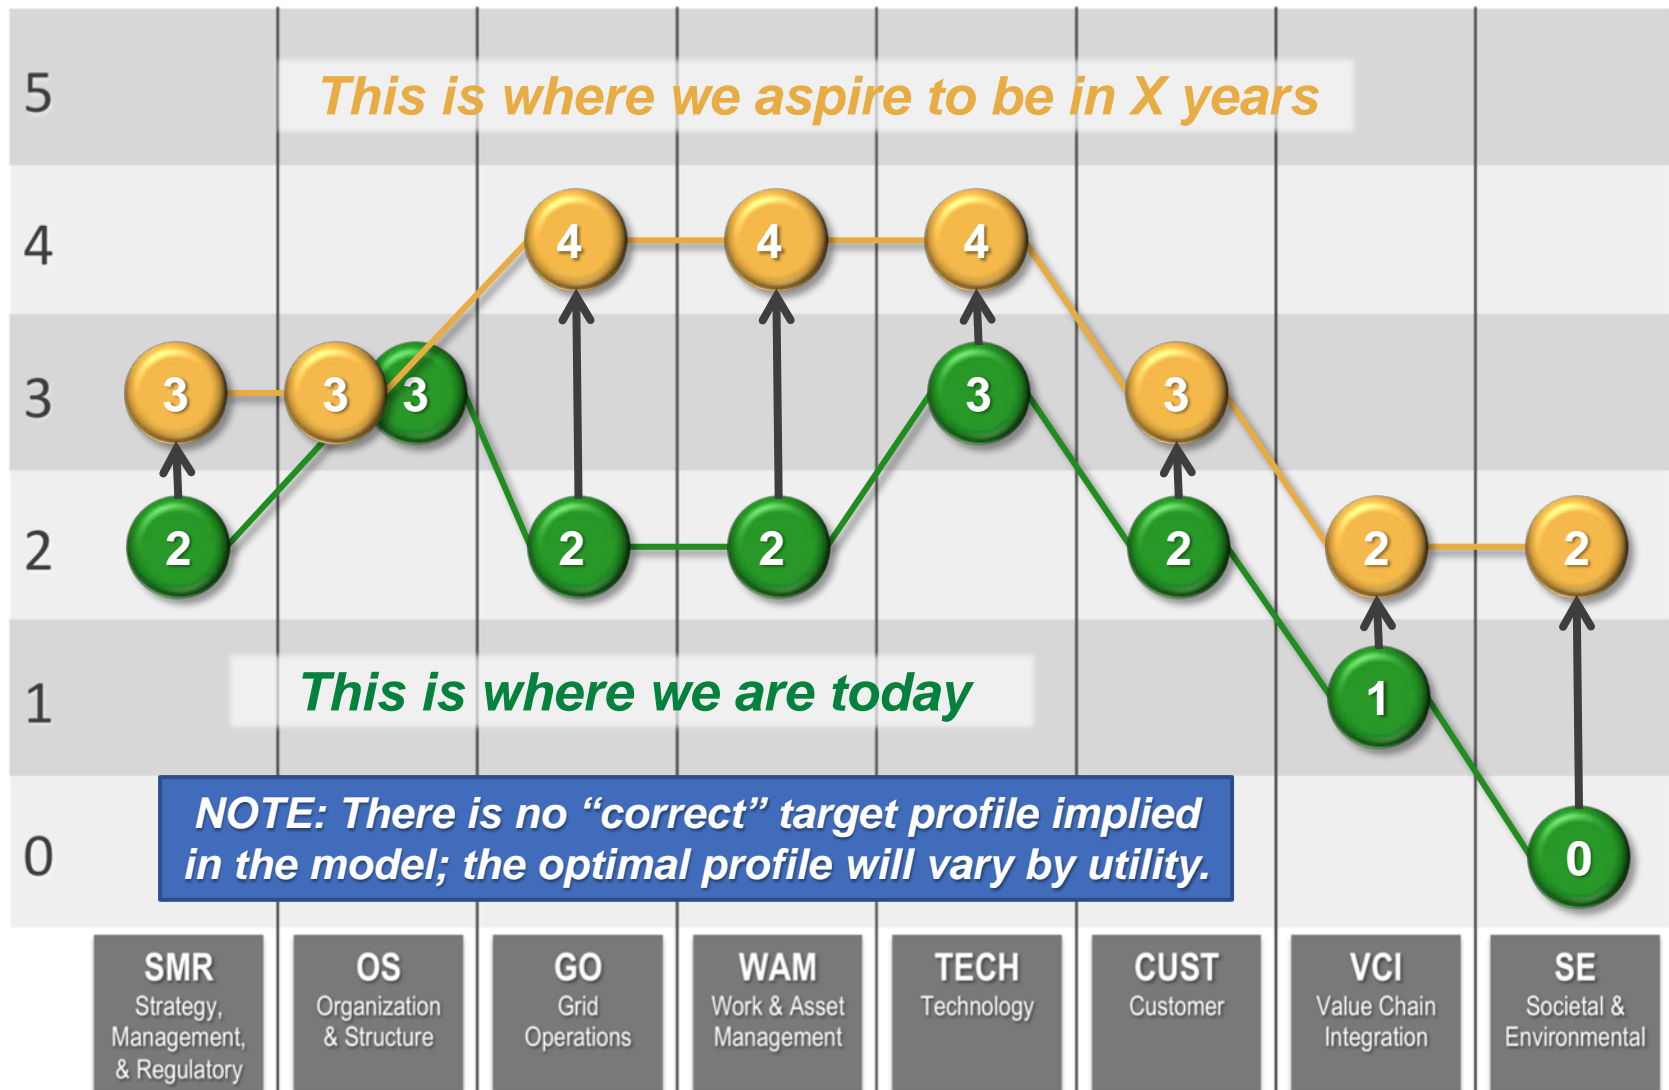 5
This is where we aspire to be in X years
4
4
4
4
3
3
3
3
3
3
2
2
2
2
2
2
2
1
This is where we are today
1
NOTE: There is no “correct” target profile implied
in the model; the optimal profile will vary by utility.
0
0
SMR
Strategy,
Management,
& Regulatory
OS
Organization
& Structure
GO
Grid
Operations
WAM
Work & Asset
Management
TECH
Technology
CUST
Customer
VCI
Value Chain
Integration
SE
Societal &
Environmental